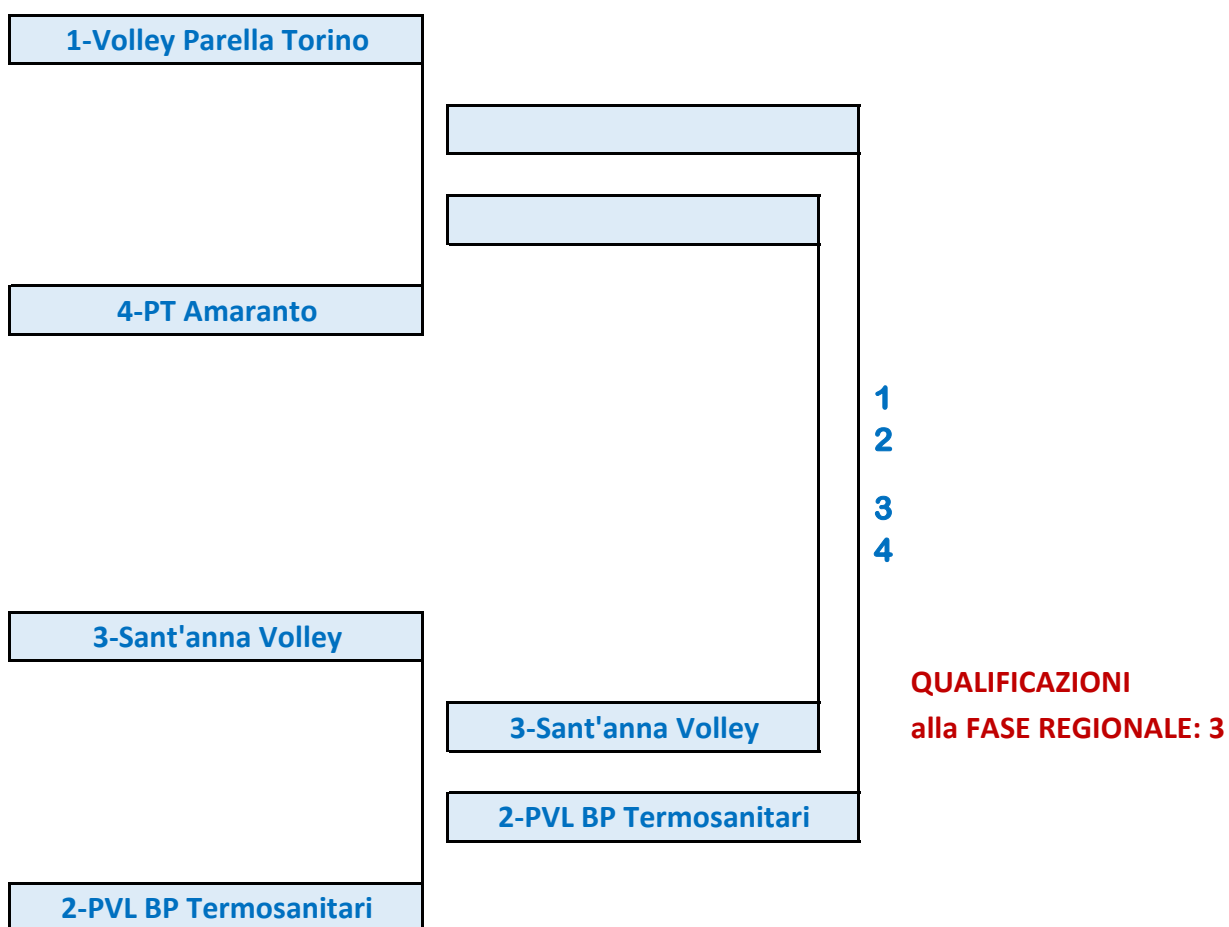 1-Volley Parella Torino
4-PT Amaranto
1
2
3
4
3-Sant'anna Volley
QUALIFICAZIONI
alla FASE REGIONALE: 3
3-Sant'anna Volley
2-PVL BP Termosanitari
2-PVL BP Termosanitari